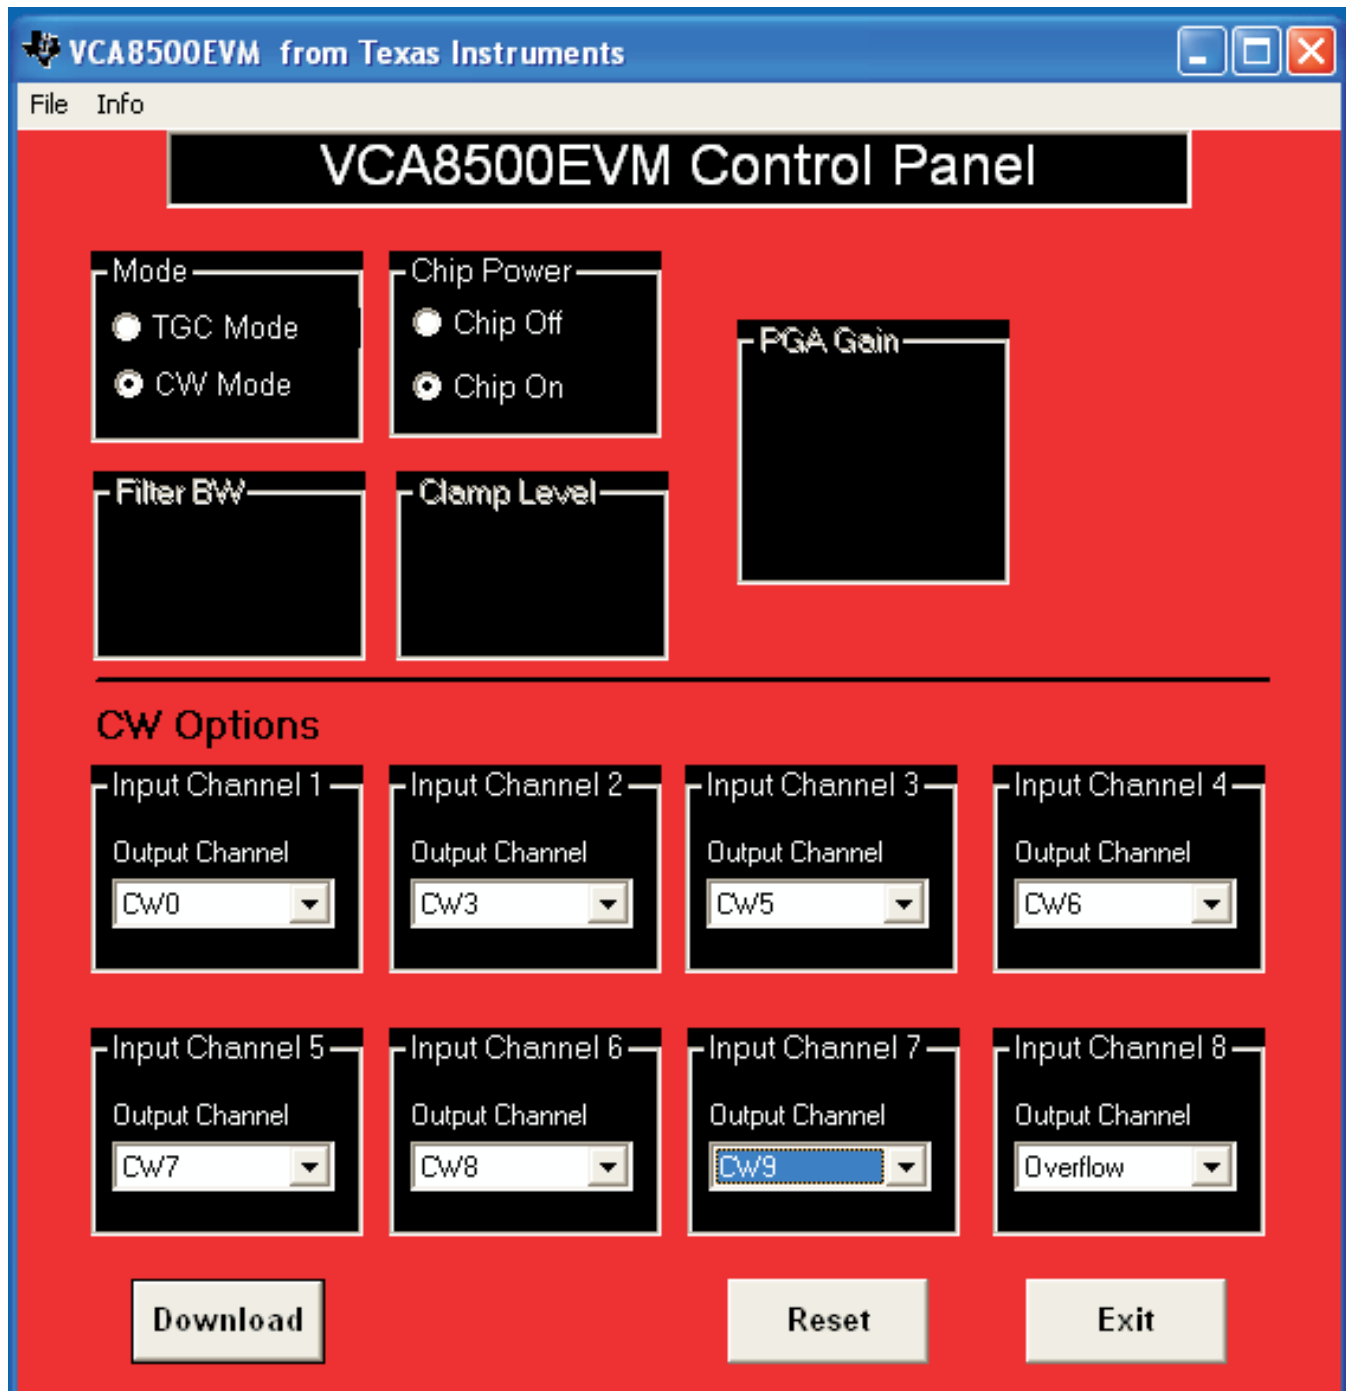 VCA8500EVM from Texas Instruments
File Info
VCA8500EVM Control Panel
Mode
TGC Mode
CW Mode
Chip Power
Chip Off
Chip On
PGA Gain
Filter BW
Clamp Level
CW Options
Input Channel 1
Output Channel
CW0
Input Channel 2
Output Channel
CW3
Input Channel 3
Output Channel
CW5
Input Channel 4
Output Channel
CW6
Input Channel 5
Output Channel
CW7
Input Channel 6
Output Channel
CW8
Input Channel 7
Output Channel
CW9
Input Channel 8
Output Channel
Overflow
Download
Reset
Exit